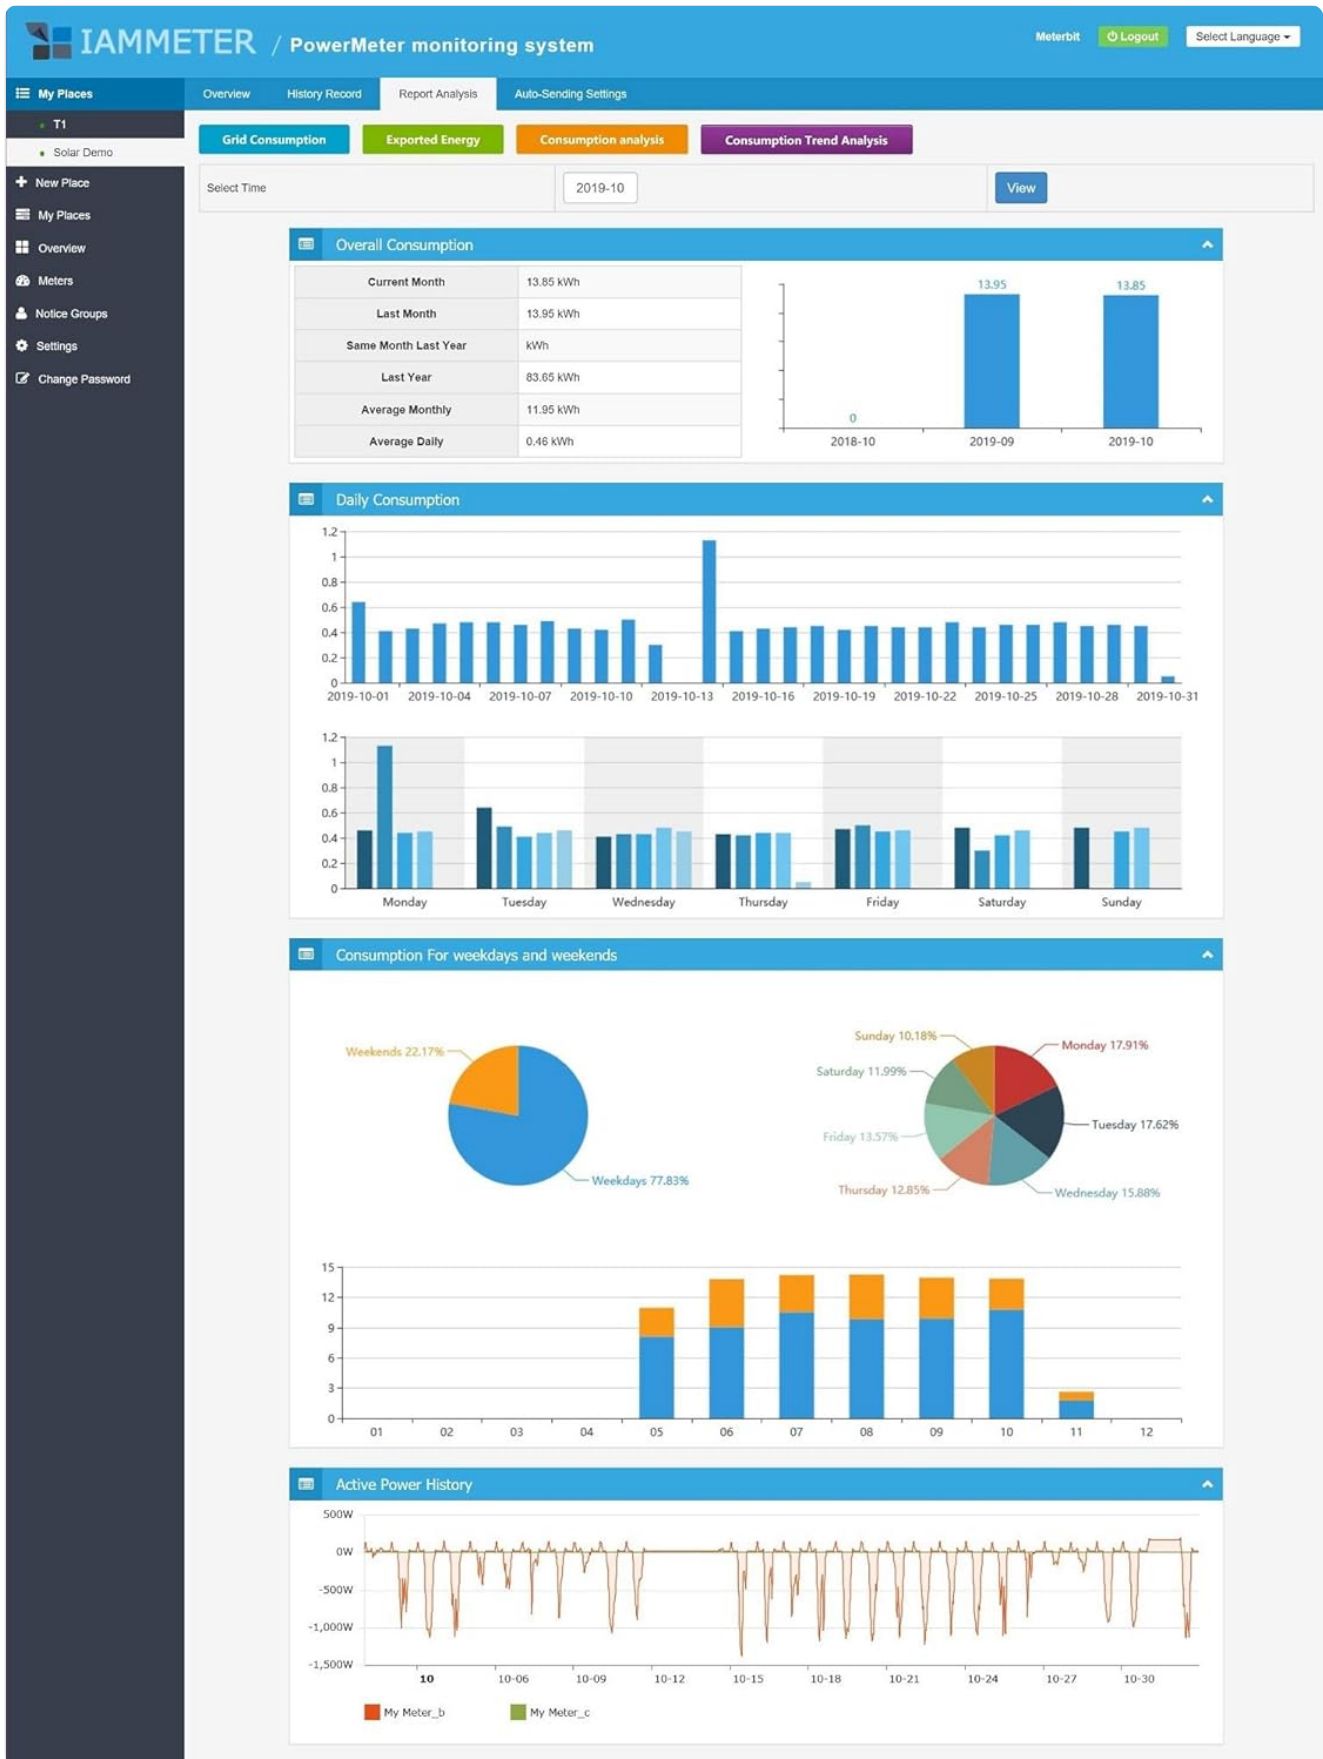 IAMMETER / PowerMeter monitoring system
Meterbit Logout Select Language
My Places
T1
Solar Demo
New Place
My Places
Overview
Meters
Notice Groups
Settings
Change Password
Overview History Record Report Analysis Auto-Sending Settings
Grid Consumption Exported Energy Consumption analysis Consumption Trend Analysis
Select Time 2019-10 View
Overall Consumption
Current Month 13.85 kWh
Last Month 13.95 kWh
Same Month Last Year kWh
Last Year 83.65 kWh
Average Monthly 11.95 kWh
Average Daily 0.46 kWh
13.95 13.85
0
2018-10 2019-09 2019-10
Daily Consumption
1.2
1
0.8
0.6
0.4
0.2
0
2019-10-01 2019-10-04 2019-10-07 2019-10-10 2019-10-13 2019-10-16 2019-10-19 2019-10-22 2019-10-25 2019-10-28 2019-10-31
1.2
1
0.8
0.6
0.4
0.2
0
Monday Tuesday Wednesday Thursday Friday Saturday Sunday
Consumption For weekdays and weekends
Weekends 22.17%
Weekdays 77.83%
Sunday 10.18%
Monday 17.91%
Saturday 11.99%
Tuesday 17.62%
Friday 13.57%
Thursday 12.85%
Wednesday 15.88%
15
12
9
6
3
0
01 02 03 04 05 06 07 08 09 10 11 12
Active Power History
500W
0W
-500W
-1,000W
-1,500W
10 10-06 10-09 10-12 10-15 10-18 10-21 10-24 10-27 10-30
My Meter_b My Meter_c